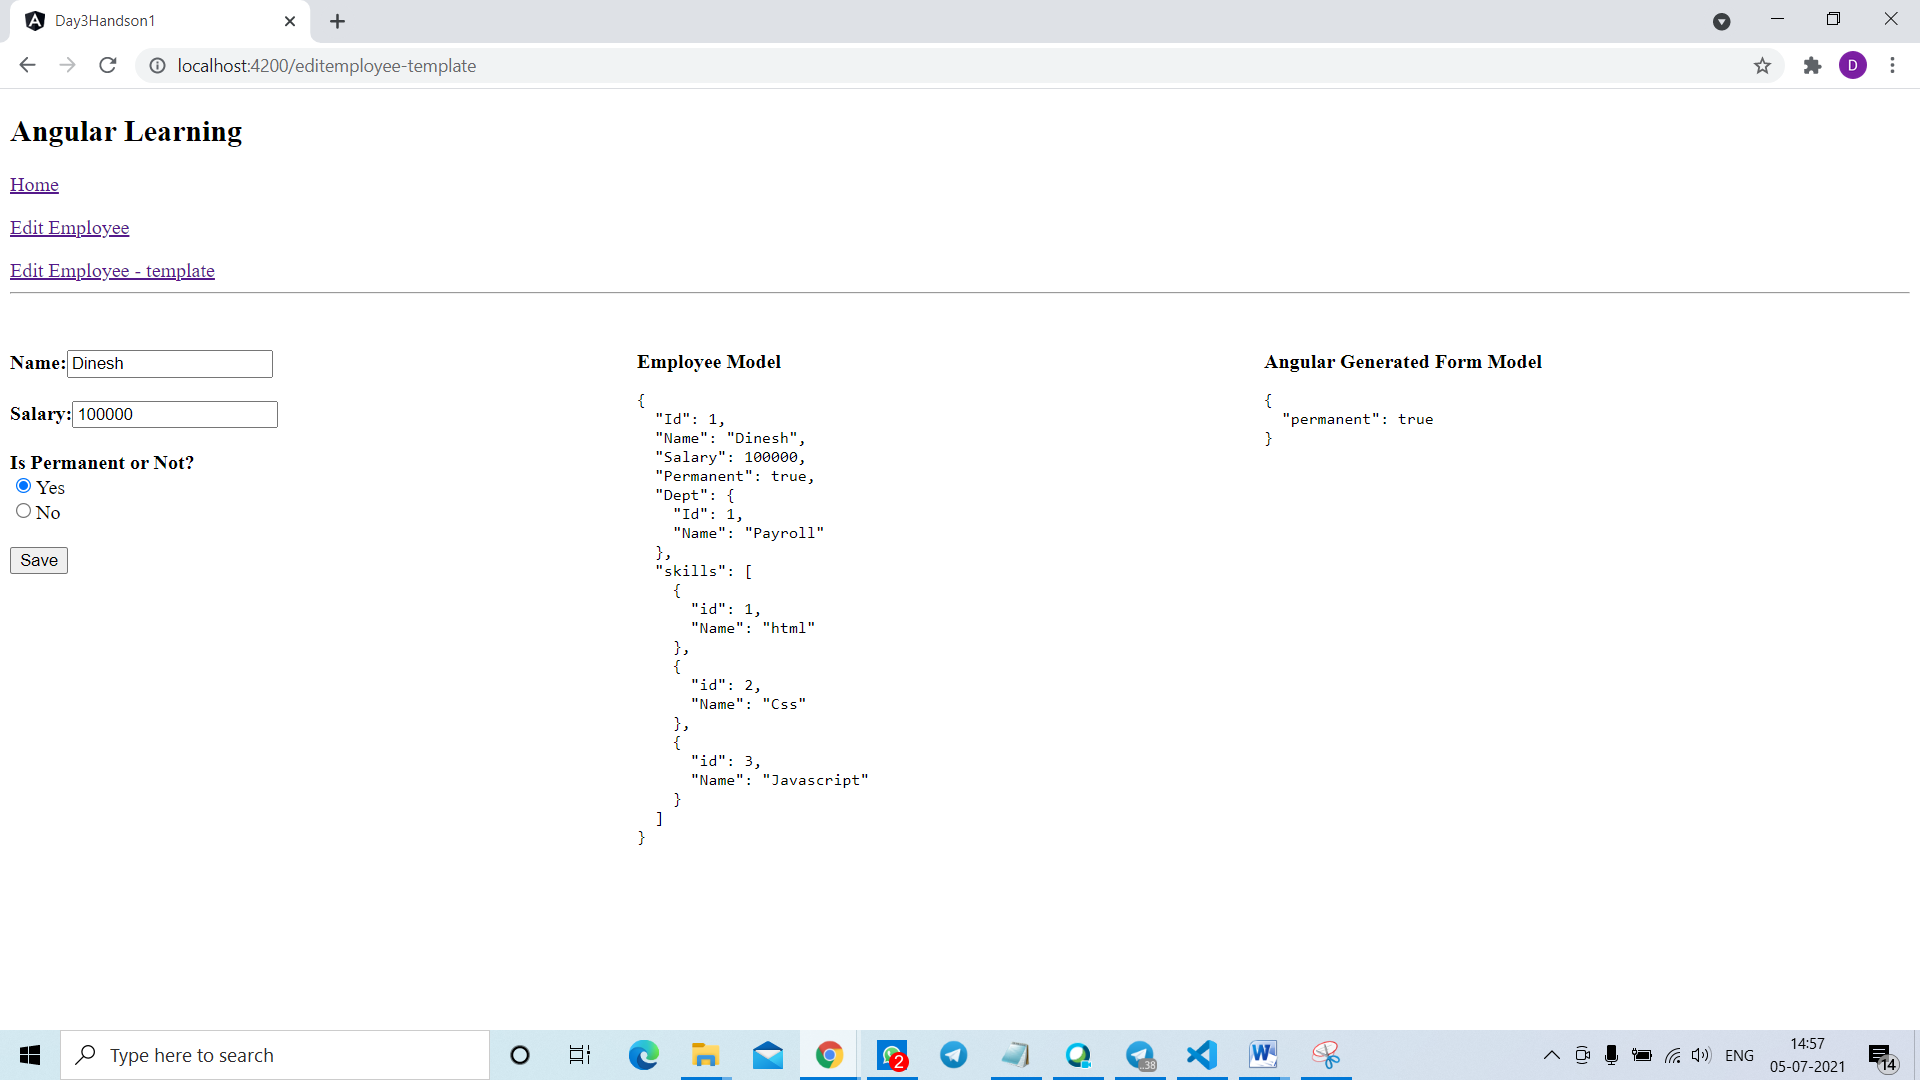 Day3Handson1
localhost:4200/editemployee-template
D
Angular Learning
Home
Edit Employee
Edit Employee - template
Name: Dinesh
Salary: 100000
Is Permanent or Not?
Yes
No
Save
Employee Model
{
  "Id": 1,
  "Name": "Dinesh",
  "Salary": 100000,
  "Permanent": true,
  "Dept": {
    "Id": 1,
    "Name": "Payroll"
  },
  "skills": [
    {
      "id": 1,
      "Name": "html"
    },
    {
      "id": 2,
      "Name": "Css"
    },
    {
      "id": 3,
      "Name": "Javascript"
    }
  ]
}
Angular Generated Form Model
{
  "permanent": true
}
Type here to search
2
..38
W
ENG
14:57
05-07-2021
14